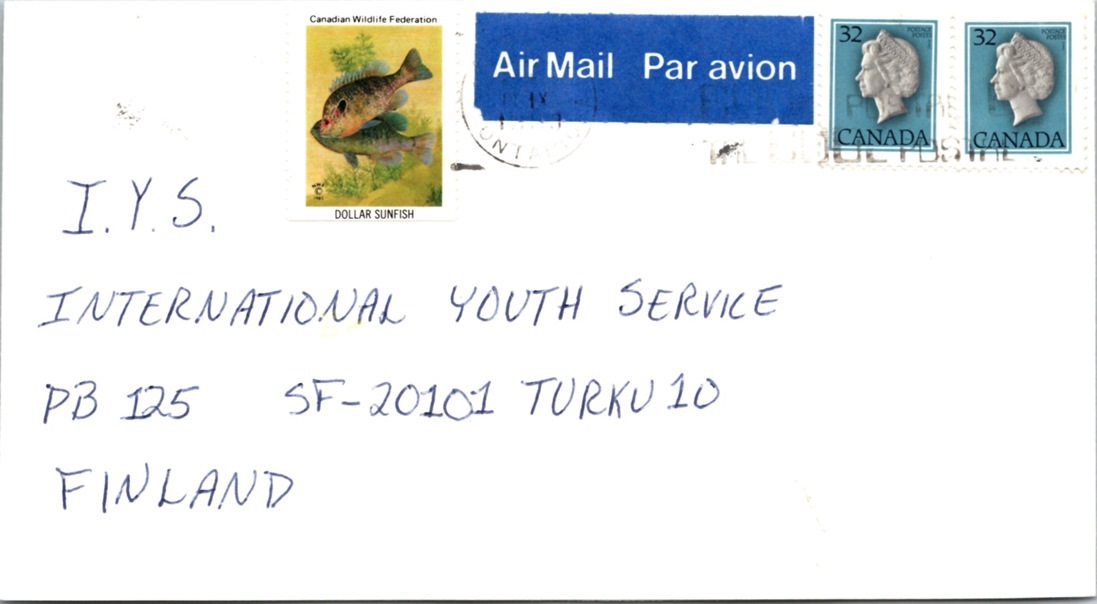 Canadian Wildlife Federation
DOLLAR SUNFISH
Air Mail Par avion
32
CANADA
32
CANADA
ONTA
I.Y.S.
INTERNATIONAL YOUTH SERVICE
PB 125 SF-20101 TURKU 10
FINLAND